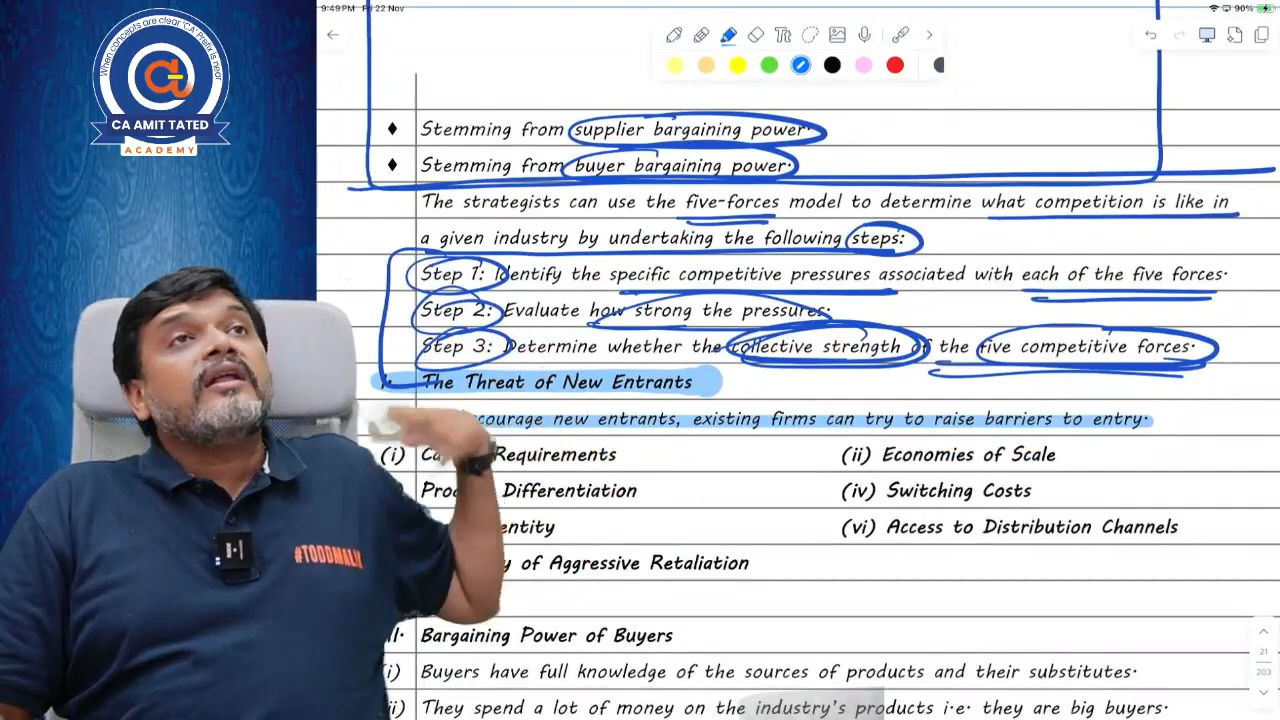 9:49 PM Fri 22 Nov
90%
When concepts are clear 'CA' Prefix is near
CA AMIT TATED
ACADEMY
♦ Stemming from supplier bargaining power.
♦ Stemming from buyer bargaining power.
The strategists can use the five-forces model to determine what competition is like in
a given industry by undertaking the following steps:
Step 1: Identify the specific competitive pressures associated with each of the five forces.
Step 2: Evaluate how strong the pressures.
Step 3: Determine whether the collective strength of the five competitive forces.
The Threat of New Entrants
new entrants, existing firms can try to raise barriers to entry.
(i) Requirements (ii) Economies of Scale
Differentiation (iv) Switching Costs
(vi) Access to Distribution Channels
of Aggressive Retaliation
Bargaining Power of Buyers
Buyers have full knowledge of the sources of products and their substitutes.
They spend a lot of money on the industry's products i.e. they are big buyers.
21
203